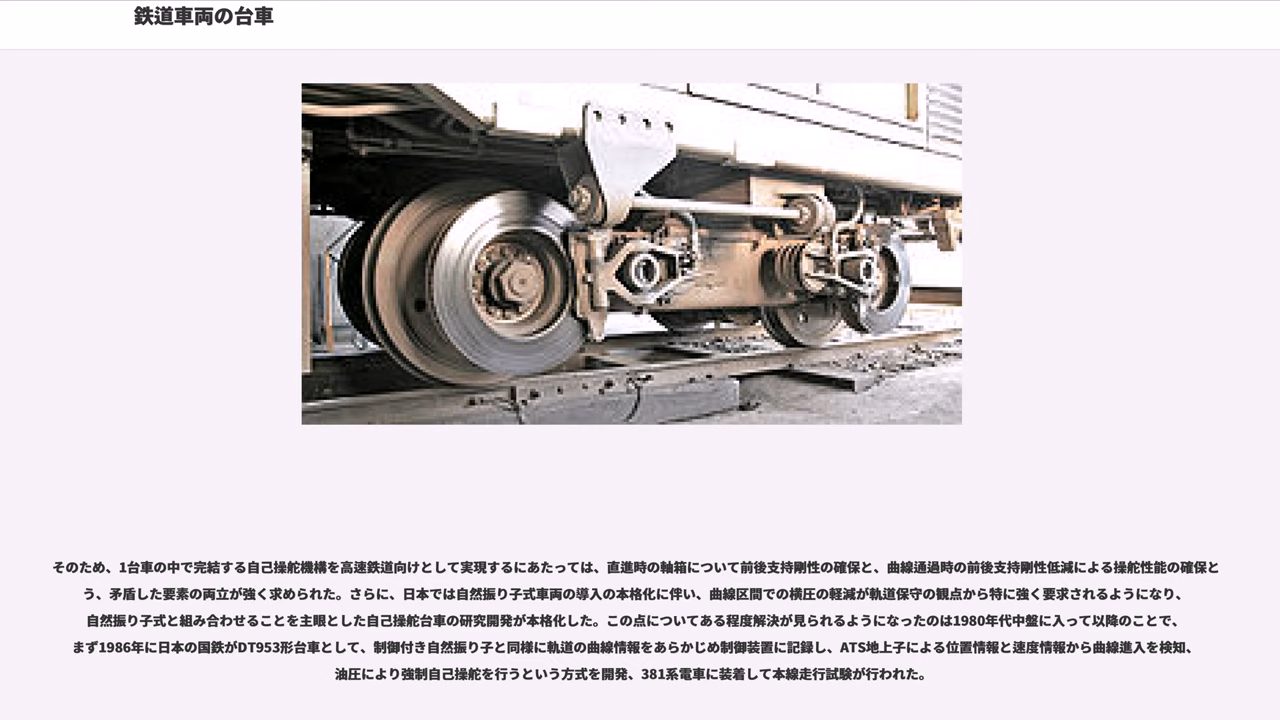 鉄道車両の台車
そのため、1台車の中で完結する自己操舵機構を高速鉄道向けとして実現するにあたっては、直進時の軸箱について前後支持剛性の確保と、曲線通過時の前後支持剛性低減による操舵性能の確保と
う、矛盾した要素の両立が強く求められた。さらに、日本では自然振り子式車両の導入の本格化に伴い、曲線区間での横圧の軽減が軌道保守の観点から特に強く要求されるようになり、
自然振り子式と組み合わせることを主眼とした自己操舵台車の研究開発が本格化した。この点についてある程度解決が見られるようになったのは1980年代中盤に入って以降のことで、
まず1986年に日本の国鉄がDT953形台車として、制御付き自然振り子と同様に軌道の曲線情報をあらかじめ制御装置に記録し、ATS地上子による位置情報と速度情報から曲線進入を検知、
油圧により強制自己操舵を行うという方式を開発、381系電車に装着して本線走行試験が行われた。